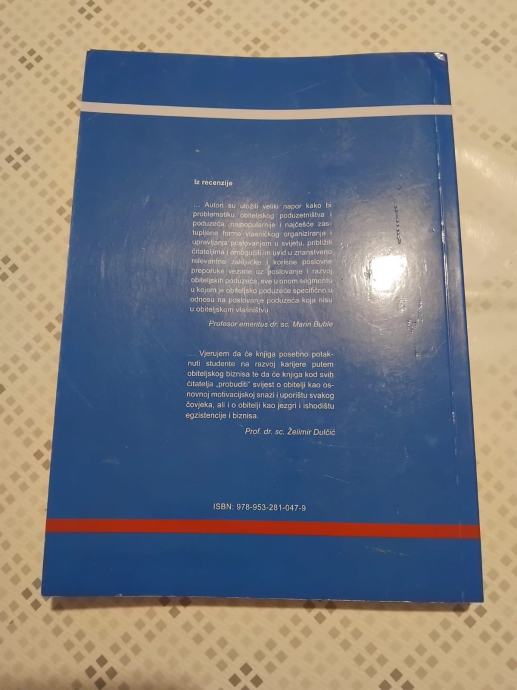 Iz recenzije
... Autori su uložili veliki napor kako bi
problematiku obiteljskog poduzetništva i
poduzeća, najpopularnije i najčešće zas-
tupljene forme vlasničkog organiziranja i
upravljanja poslovanjem u svijetu, približili
čitateljima i omogućili im uvid u znanstveno
relevantne zaključke i korisne poslovne
preporuke vezane uz poslovanje i razvoj
obiteljskih poduzeća, sve u onom segmentu
u kojem je obiteljsko poduzeće specifično u
odnosu na poslovanje poduzeća koja nisu
u obiteljskom vlasništvu.
Profesor emeritus dr. sc. Marin Buble
... Vjerujem da će knjiga posebno potak-
nuti studente na razvoj karijere putem
obiteljskog biznisa te da će knjiga kod svih
čitatelja „probuditi" svijest o obitelji kao os-
novnoj motivacijskoj snazi i uporištu svakog
čovjeka, ali i o obitelji kao jezgri i ishodištu
egzistencije i biznisa.
Prof. dr. sc. Želimir Dulčić
ISBN: 978-953-281-047-9